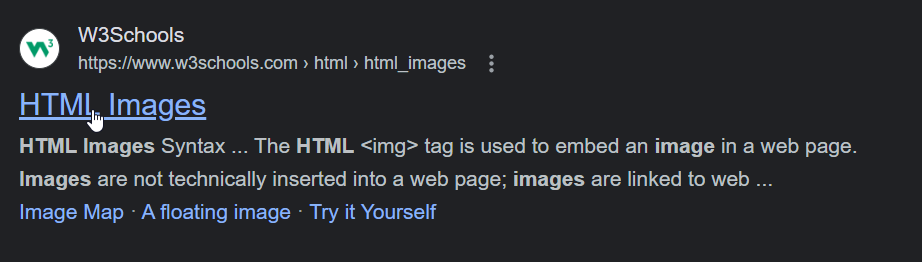 W3Schools
https://www.w3schools.com › html › html_images
HTML Images
HTML Images Syntax ... The HTML <img> tag is used to embed an image in a web page.
Images are not technically inserted into a web page; images are linked to web ...
Image Map · A floating image · Try it Yourself